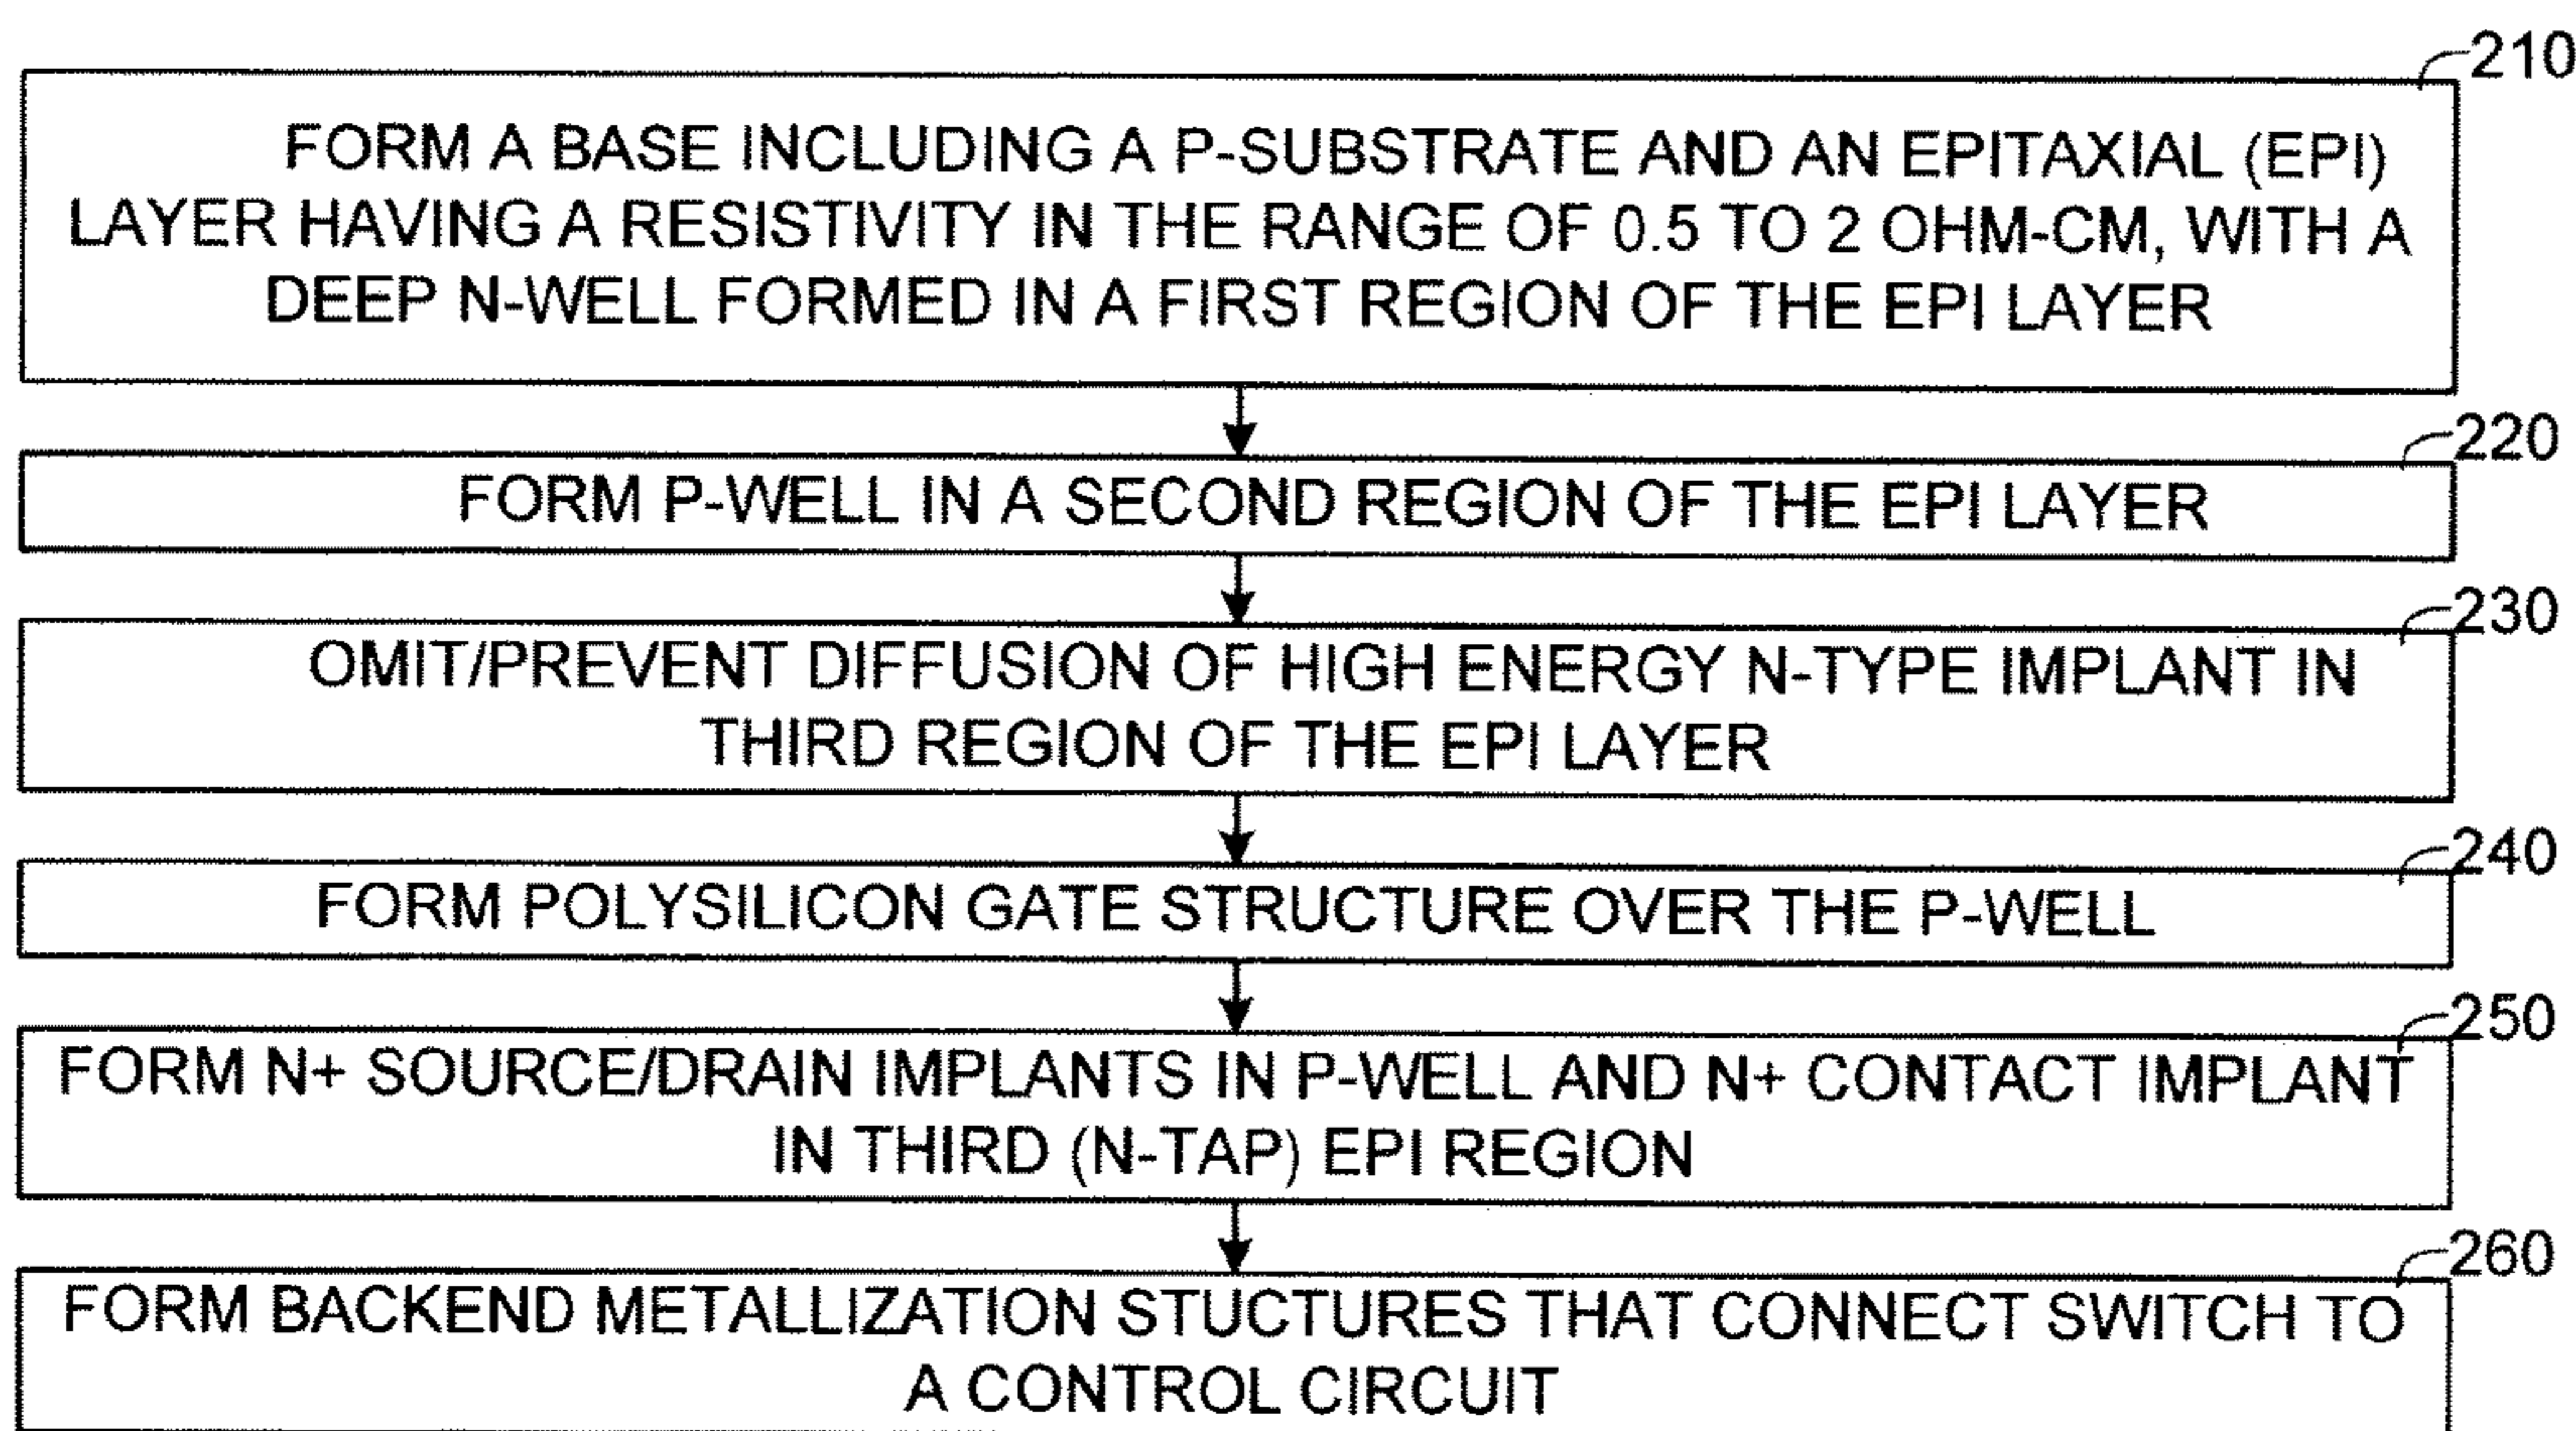 210
FORM A BASE INCLUDING A P-SUBSTRATE AND AN EPITAXIAL (EPI)
LAYER HAVING A RESISTIVITY IN THE RANGE OF 0.5 TO 2 OHM-CM, WITH A
DEEP N-WELL FORMED IN A FIRST REGION OF THE EPI LAYER
220
FORM P-WELL IN A SECOND REGION OF THE EPI LAYER
230
OMIT/PREVENT DIFFUSION OF HIGH ENERGY N-TYPE IMPLANT IN
THIRD REGION OF THE EPI LAYER
240
FORM POLYSILICON GATE STRUCTURE OVER THE P-WELL
250
FORM N+ SOURCE/DRAIN IMPLANTS IN P-WELL AND N+ CONTACT IMPLANT
IN THIRD (N-TAP) EPI REGION
260
FORM BACKEND METALLIZATION STUCTURES THAT CONNECT SWITCH TO
A CONTROL CIRCUIT